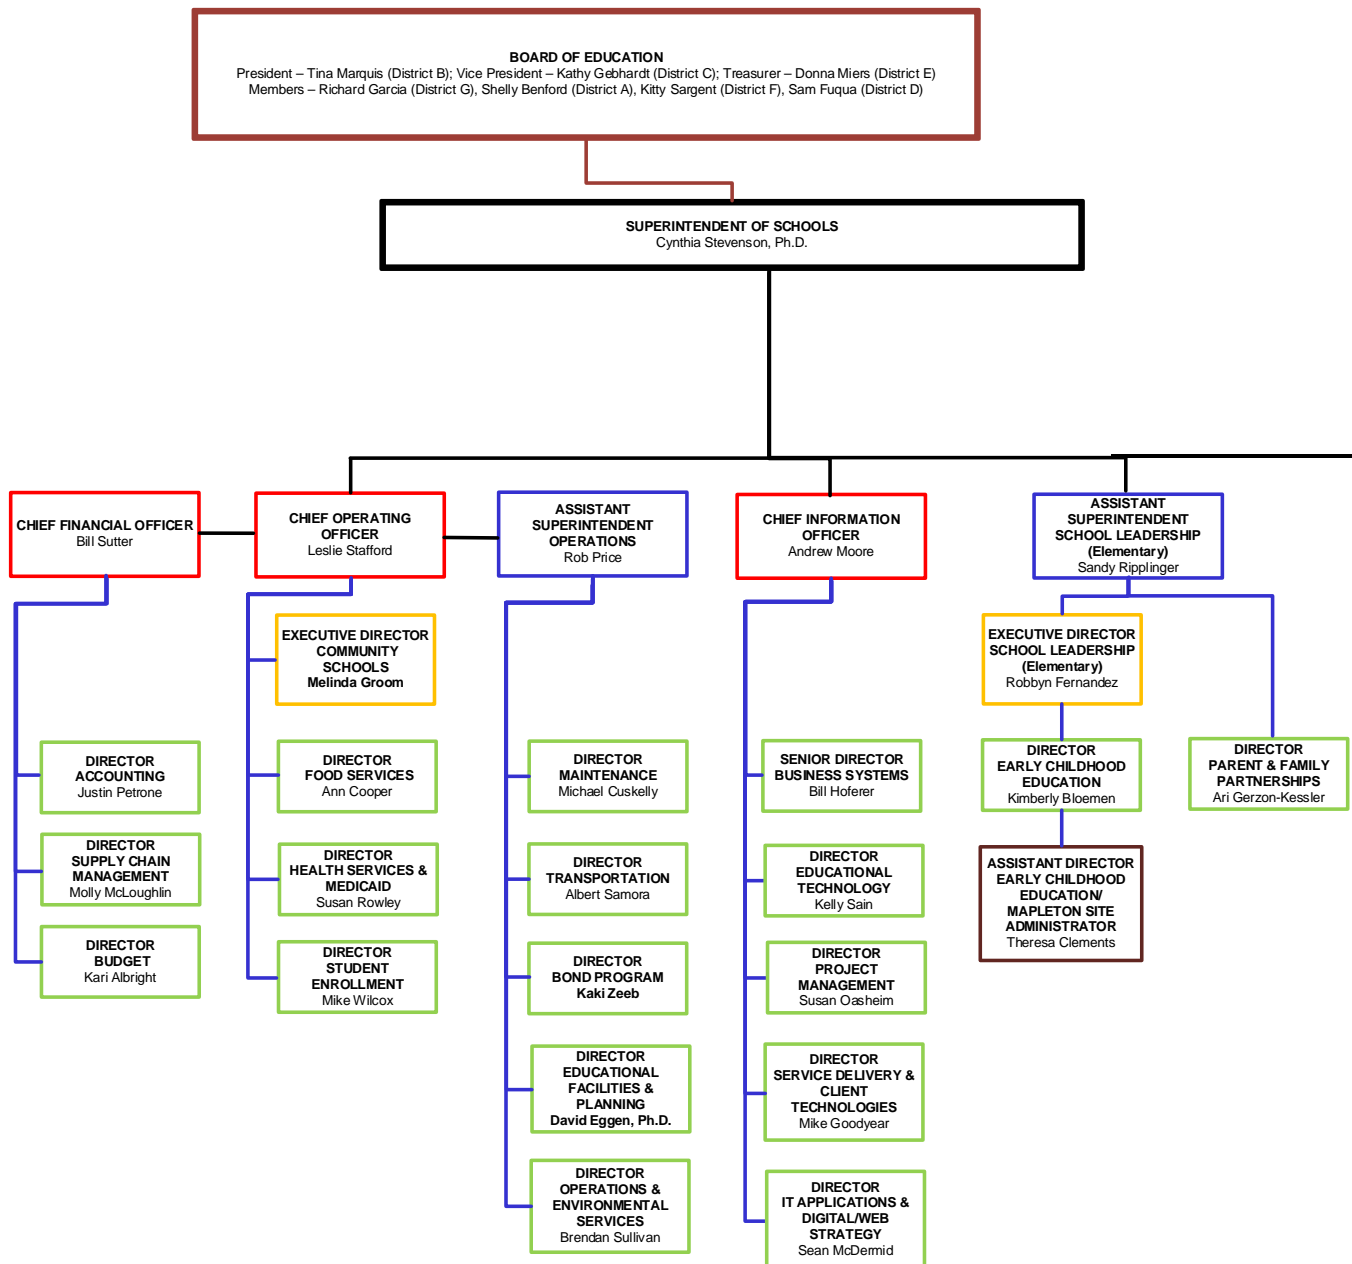 BOARD OF EDUCATION
President – Tina Marquis (District B); Vice President – Kathy Gebhardt (District C); Treasurer – Donna Miers (District E)
Members – Richard Garcia (District G), Shelly Benford (District A), Kitty Sargent (District F), Sam Fuqua (District D)
SUPERINTENDENT OF SCHOOLS
Cynthia Stevenson, Ph.D.
CHIEF FINANCIAL OFFICER
Bill Sutter
CHIEF OPERATING
OFFICER
Leslie Stafford
ASSISTANT
SUPERINTENDENT
OPERATIONS
Rob Price
CHIEF INFORMATION
OFFICER
Andrew Moore
ASSISTANT
SUPERINTENDENT
SCHOOL LEADERSHIP
(Elementary)
Sandy Ripplinger
EXECUTIVE DIRECTOR
COMMUNITY
SCHOOLS
Melinda Groom
EXECUTIVE DIRECTOR
SCHOOL LEADERSHIP
(Elementary)
Robbyn Fernandez
DIRECTOR
ACCOUNTING
Justin Petrone
DIRECTOR
FOOD SERVICES
Ann Cooper
DIRECTOR
MAINTENANCE
Michael Cuskelly
SENIOR DIRECTOR
BUSINESS SYSTEMS
Bill Hoferer
DIRECTOR
EARLY CHILDHOOD
EDUCATION
Kimberly Bloemen
DIRECTOR
PARENT & FAMILY
PARTNERSHIPS
Ari Gerzon-Kessler
DIRECTOR
SUPPLY CHAIN
MANAGEMENT
Molly McLoughlin
DIRECTOR
HEALTH SERVICES &
MEDICAID
Susan Rowley
DIRECTOR
TRANSPORTATION
Albert Samora
DIRECTOR
EDUCATIONAL
TECHNOLOGY
Kelly Sain
ASSISTANT DIRECTOR
EARLY CHILDHOOD
EDUCATION/
MAPLETON SITE
ADMINISTRATOR
Theresa Clements
DIRECTOR
BUDGET
Kari Albright
DIRECTOR
STUDENT
ENROLLMENT
Mike Wilcox
DIRECTOR
BOND PROGRAM
Kaki Zeeb
DIRECTOR
PROJECT
MANAGEMENT
Susan Oasheim
DIRECTOR
EDUCATIONAL
FACILITIES &
PLANNING
David Eggen, Ph.D.
DIRECTOR
SERVICE DELIVERY &
CLIENT
TECHNOLOGIES
Mike Goodyear
DIRECTOR
OPERATIONS &
ENVIRONMENTAL
SERVICES
Brendan Sullivan
DIRECTOR
IT APPLICATIONS &
DIGITAL/WEB
STRATEGY
Sean McDermid